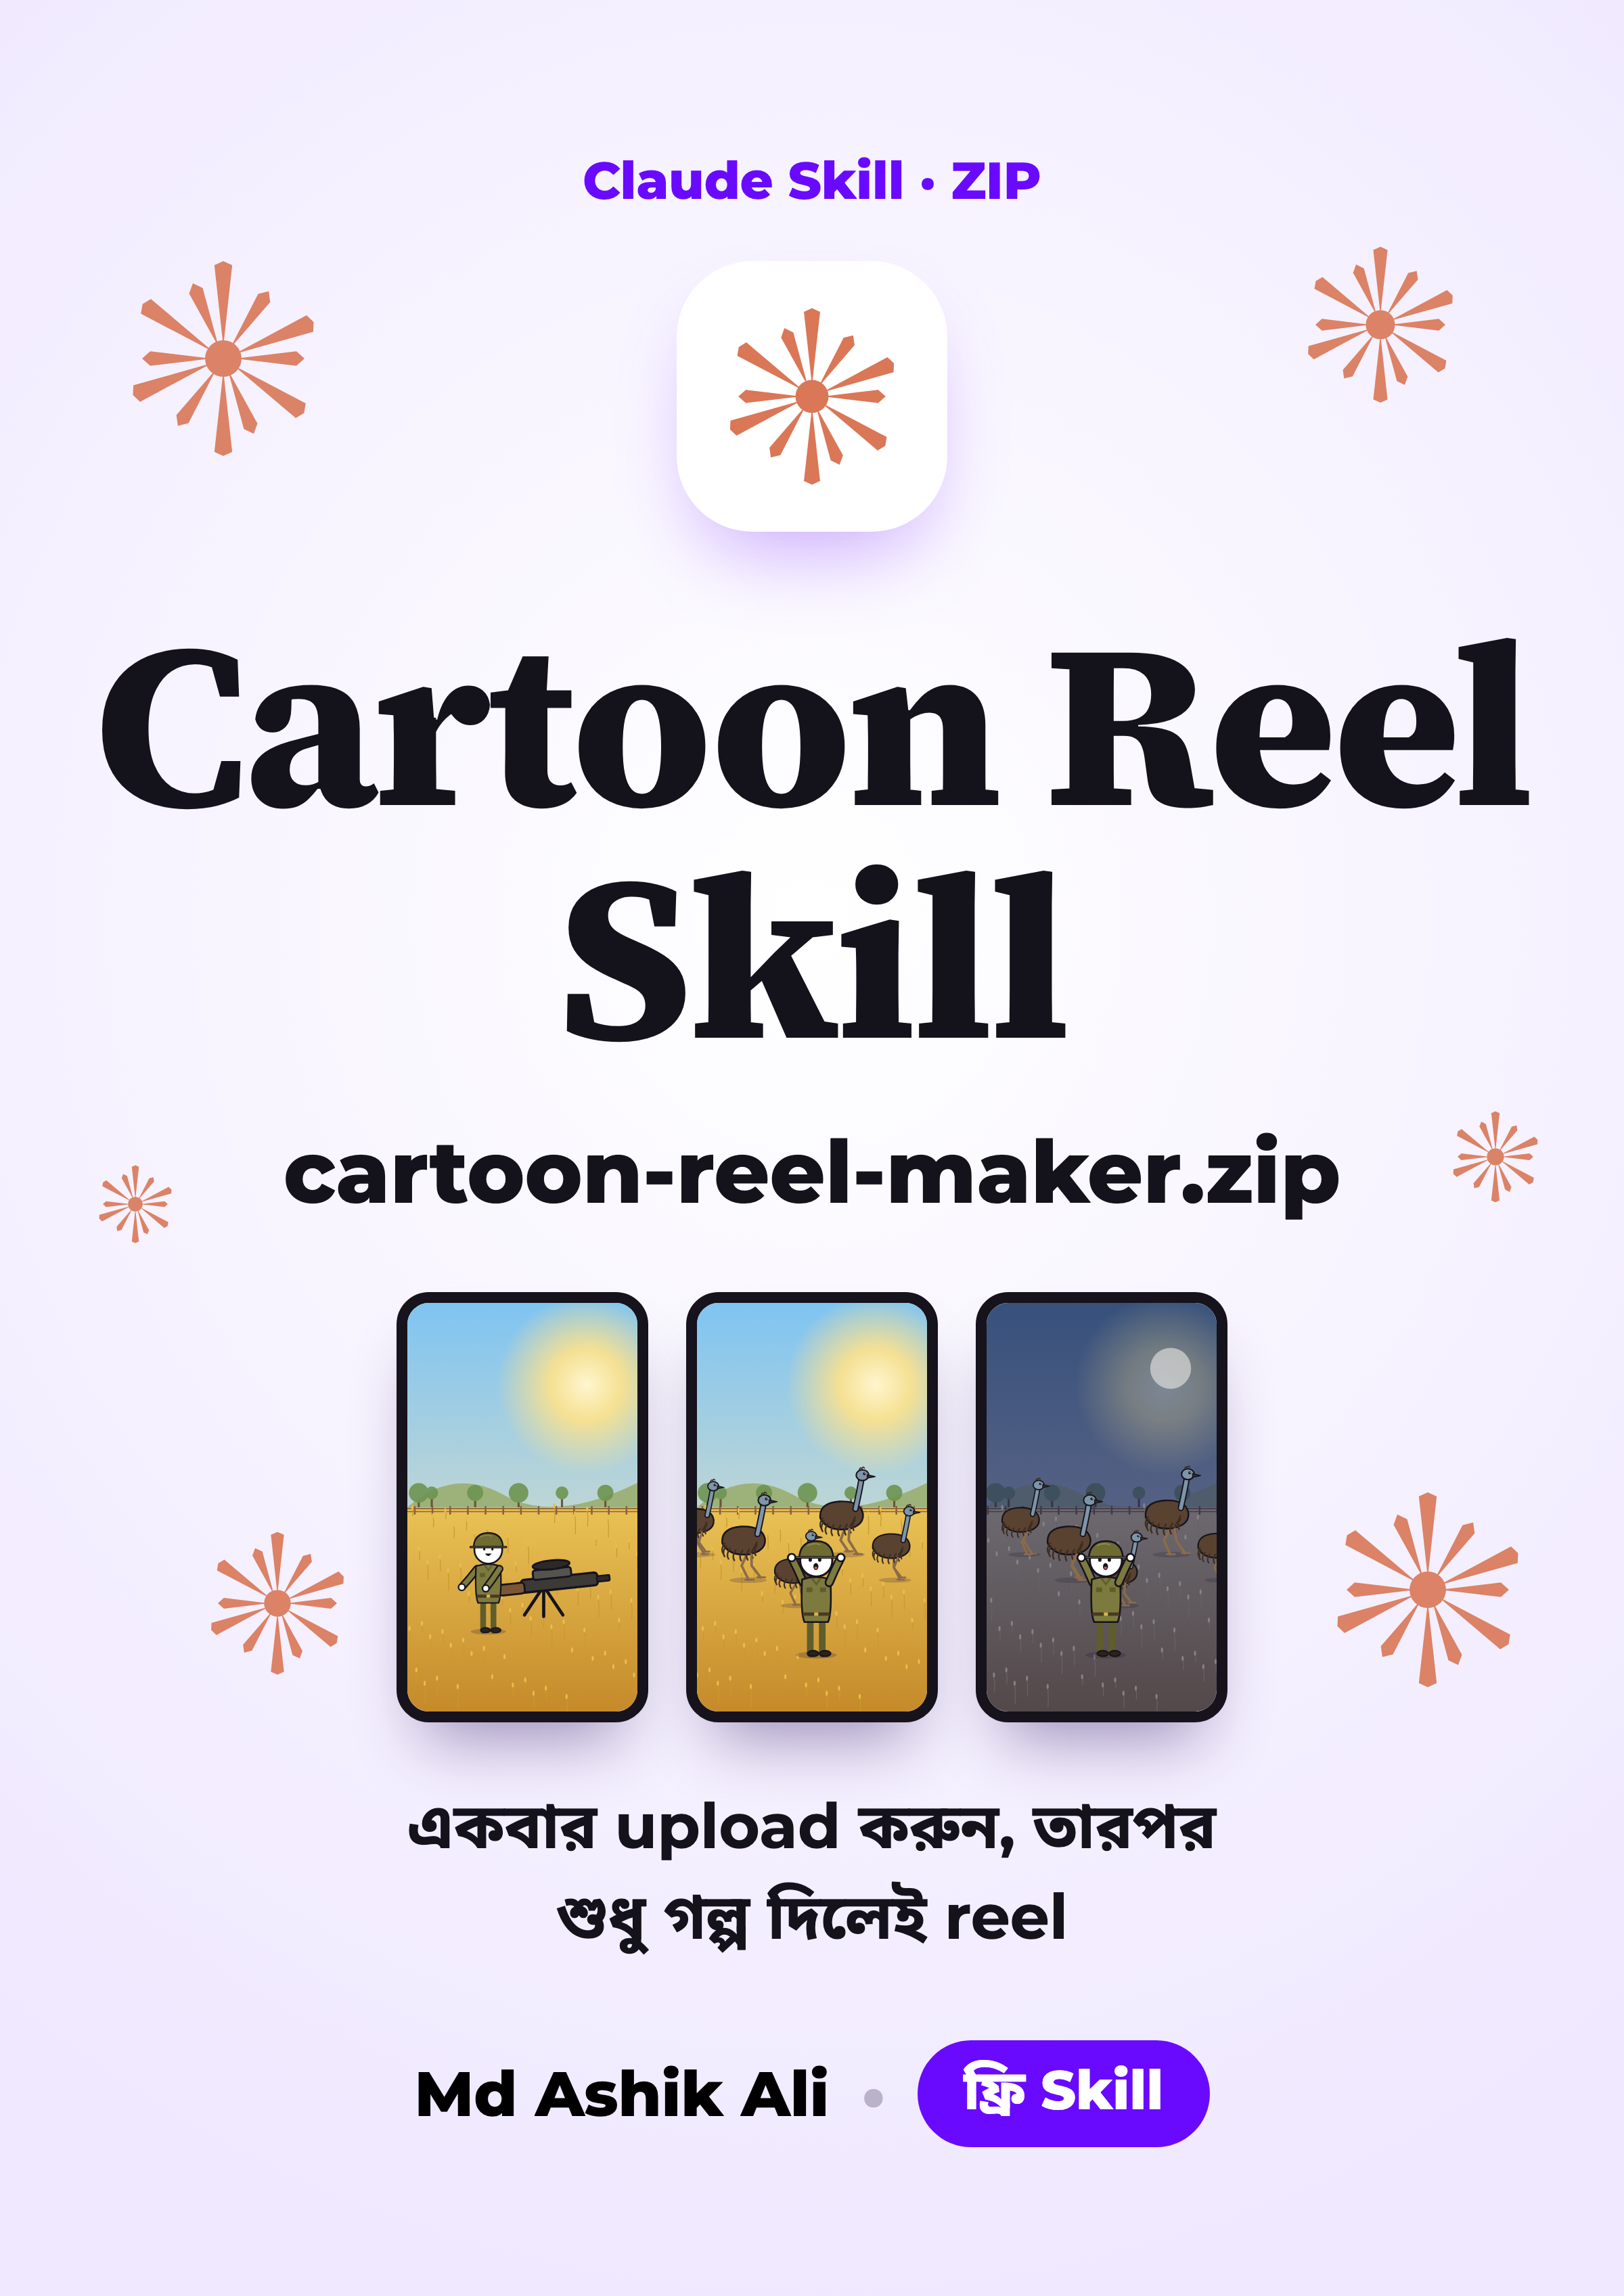 Claude Skill · ZIP
Cartoon Reel
Skill
cartoon-reel-maker.zip
একবার upload করুন, তারপর
শুধু গল্প দিলেই reel
Md Ashik Ali • ফ্রি Skill